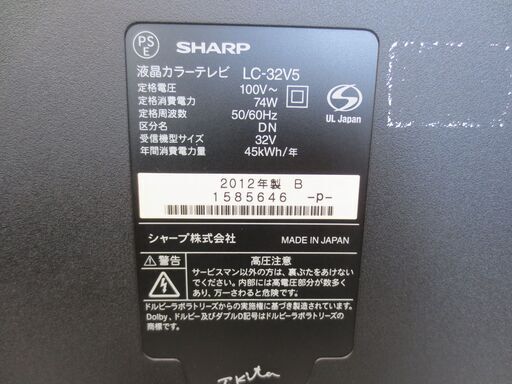 PS
E
SHARP
液晶カラーテレビ LC-32V5
定格電圧 100V～
定格消費電力 74W
定格周波数 50/60Hz
区分名 DN
受信機型サイズ 32V
年間消費電力量 45kWh/年
UL Japan
2012年製 B
1585646 -p-
シャープ株式会社 MADE IN JAPAN
警告 高圧注意
サービスマン以外の方は、裏ぶたをあけない
でください。内部には高電圧部分が数多く
あり、万一さわると危険です。
ドルビーラボラトリーズからの実施権に基づき製造されています。
Dolby、ドルビー及びダブルD記号はドルビーラボラトリーズの
商標です。